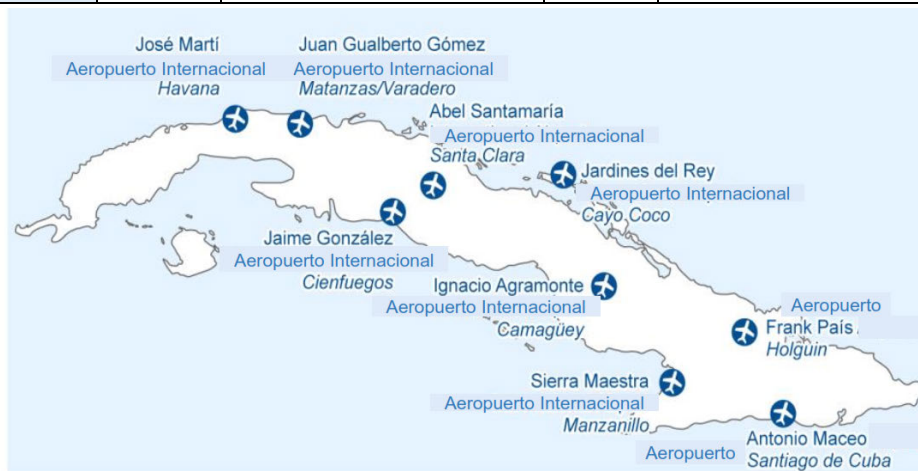 José Martí
Aeropuerto Internacional
Havana
Juan Gualberto Gómez
Aeropuerto Internacional
Matanzas/Varadero
Abel Santamaría
Aeropuerto Internacional
Santa Clara
Jardines del Rey
Aeropuerto Internacional
Cayo Coco
Jaime González
Aeropuerto Internacional
Cienfuegos
Ignacio Agramonte
Aeropuerto Internacional
Camagüey
Aeropuerto
Frank País
Holguin
Sierra Maestra
Aeropuerto Internacional
Manzanillo
Aeropuerto
Antonio Maceo
Santiago de Cuba